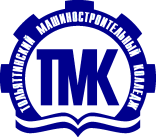 ТОЛЬЯТТИНСКИЙ МАШИНОСТРОИТЕЛЬНЫЙ КОЛЛЕДЖ
ТМК